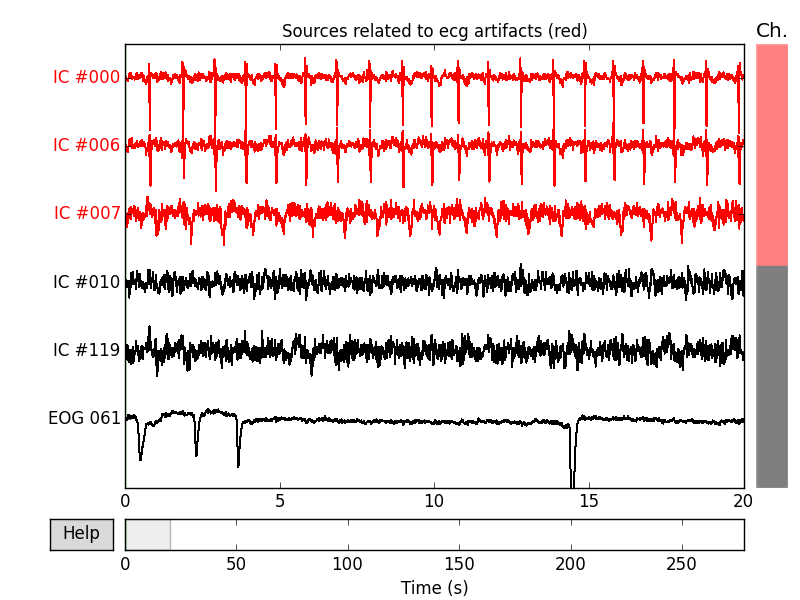 Sources related to ecg artifacts (red)
Ch.
IC #000
IC #006
IC #007
IC #010
IC #119
EOG 061
0 5 10 15 20
Help
0 50 100 150 200 250
Time (s)